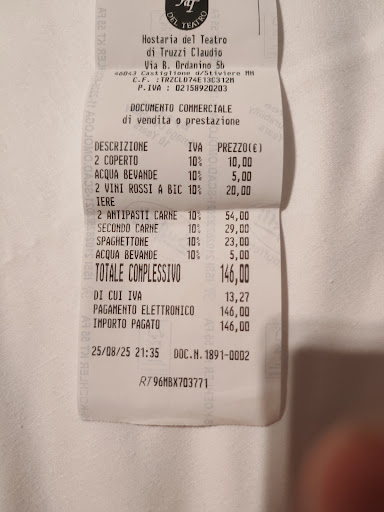 DEL TEATRO
Hostaria del Teatro
di Truzzi Claudio
Via B. Ordanino 5b
46043 Castiglione d/Stiviere MN
C.F. :TRZCLD74E13C312M
P.IVA : 02158920203
DOCUMENTO COMMERCIALE
di vendita o prestazione
DESCRIZIONE IVA PREZZO(€)
2 COPERTO 10% 10,00
ACQUA BEVANDE 10% 5,00
2 VINI ROSSI A BIC 10% 20,00
IERE
2 ANTIPASTI CARNE 10% 54,00
SECONDO CARNE 10% 29,00
SPAGHETTONE 10% 23,00
ACQUA BEVANDE 10% 5,00
TOTALE COMPLESSIVO 146,00
DI CUI IVA 13,27
PAGAMENTO ELETTRONICO 146,00
IMPORTO PAGATO 146,00
25/08/25 21:35 DOC.N.1891-0002
RT 96MBX703771